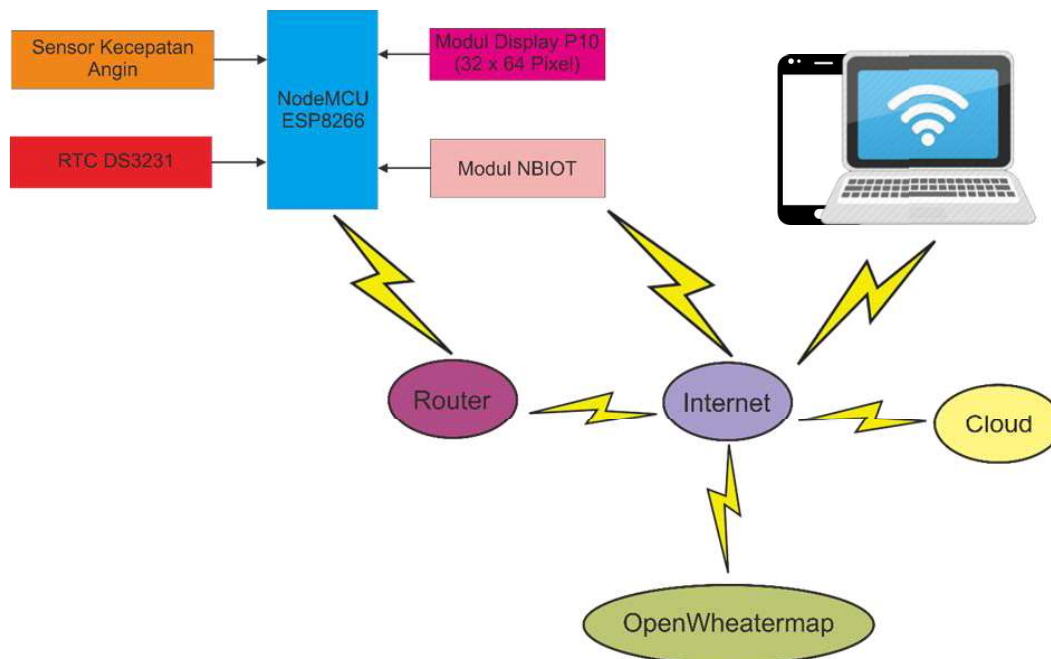 Sensor Kecepatan
Angin
NodeMCU
ESP8266
Modul Display P10
(32 x 64 Pixel)
RTC DS3231
Modul NBIOT
Router
Internet
Cloud
OpenWheatermap